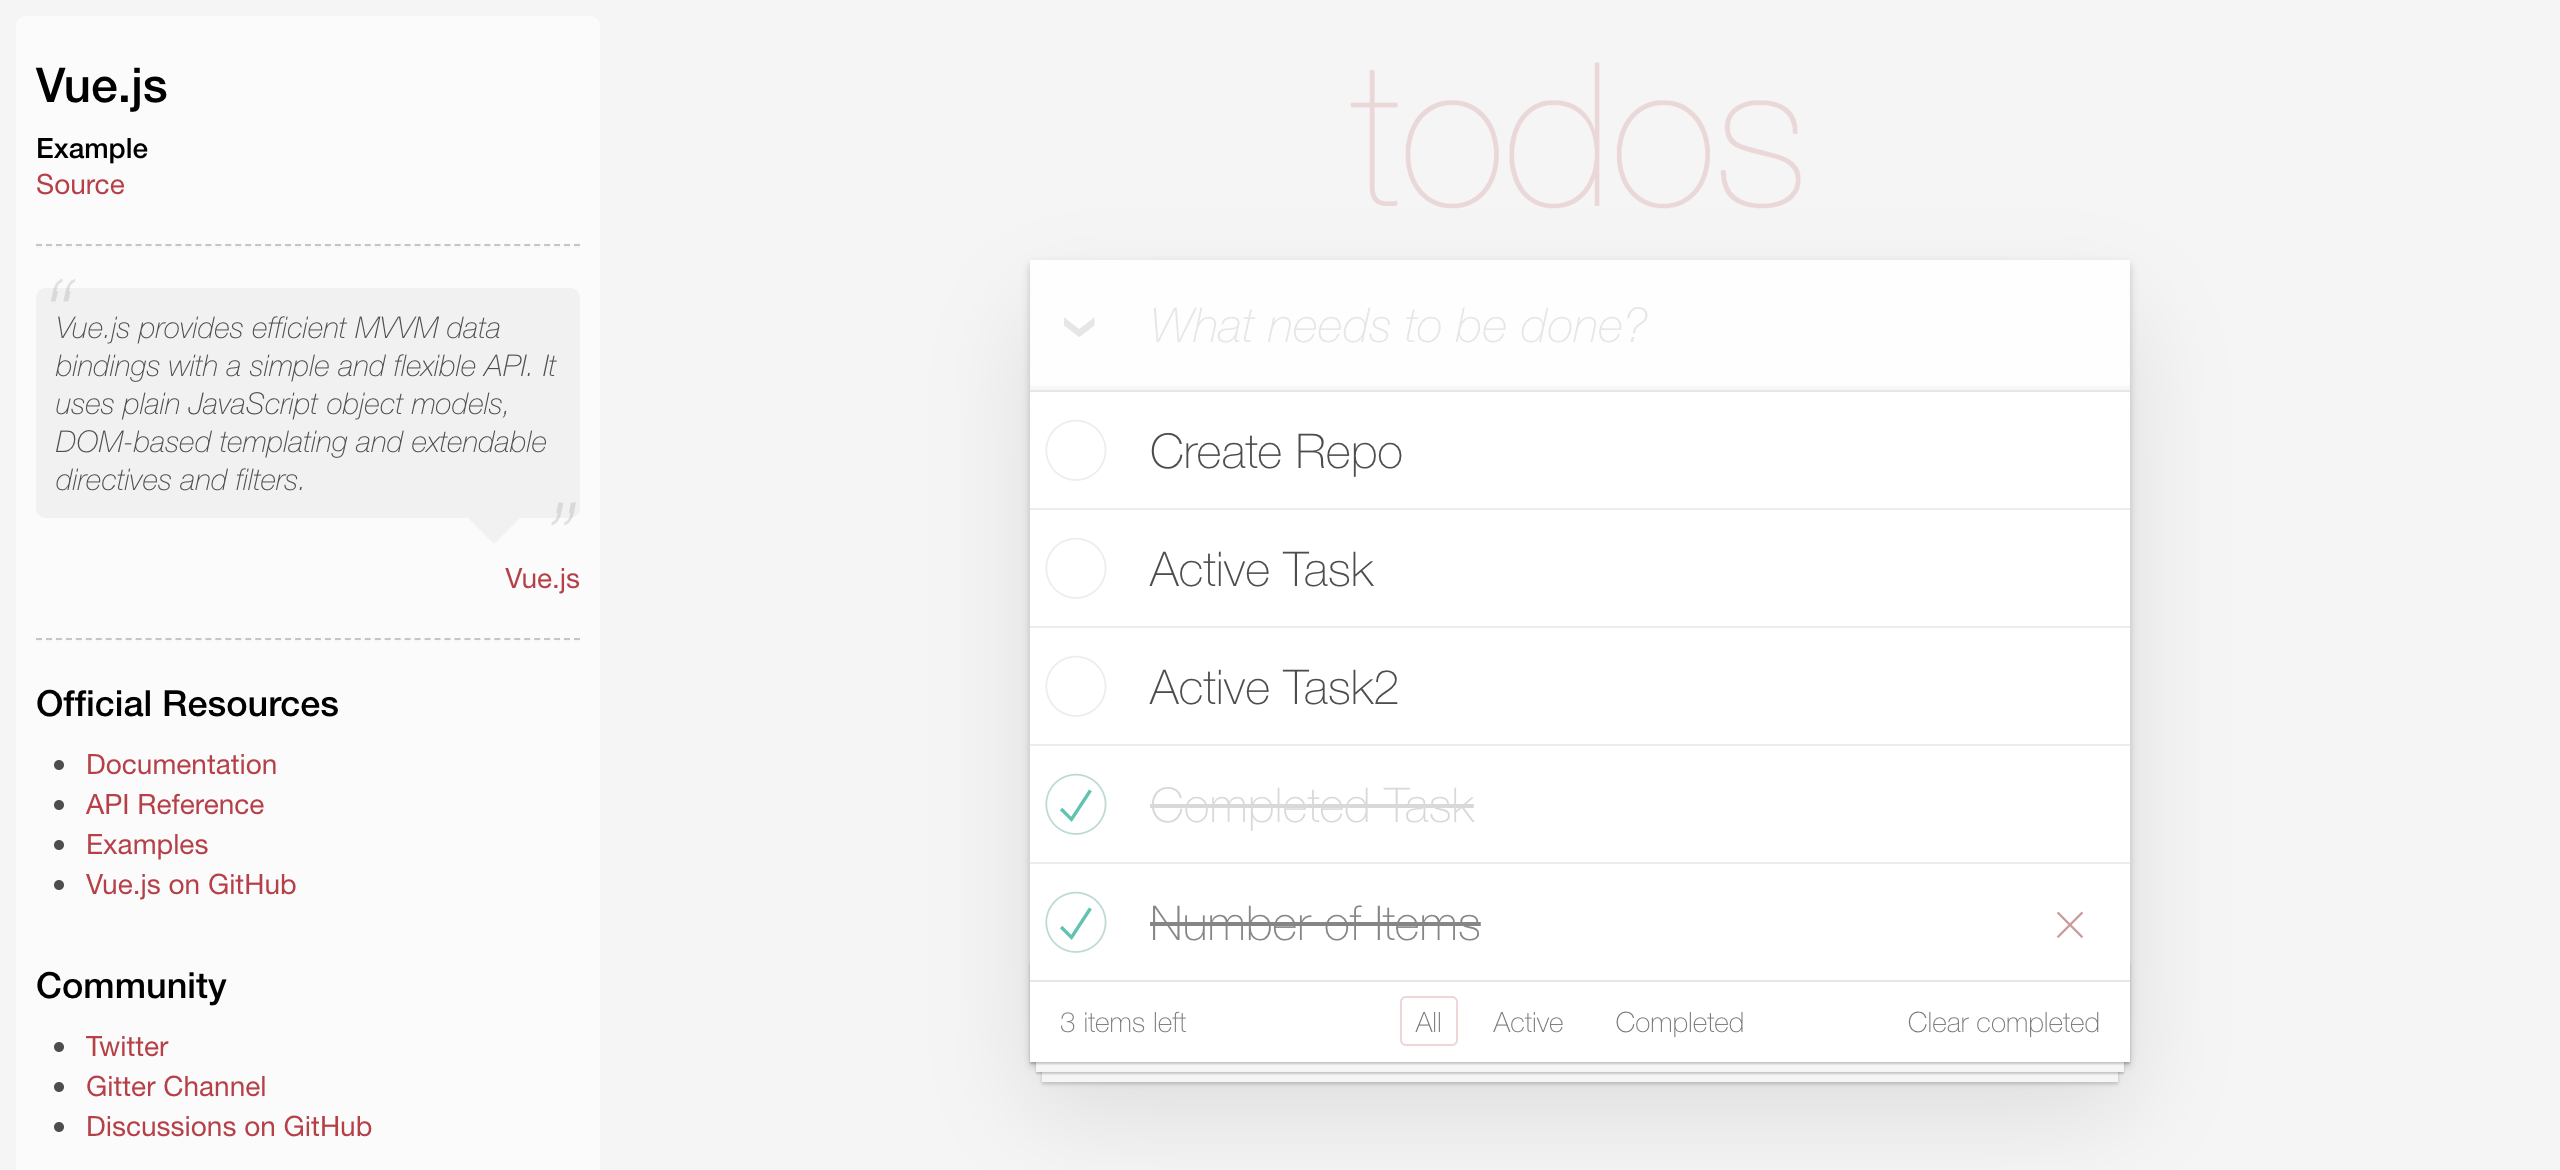 Vue.js
Example
Source
“
Vue.js provides efficient MVVM data
bindings with a simple and flexible API. It
uses plain JavaScript object models,
DOM-based templating and extendable
directives and filters.
”
Vue.js
Official Resources
• Documentation
• API Reference
• Examples
• Vue.js on GitHub
Community
• Twitter
• Gitter Channel
• Discussions on GitHub
todos
What needs to be done?
Create Repo
Active Task
Active Task2
Completed Task
Number of Items
3 items left All Active Completed Clear completed